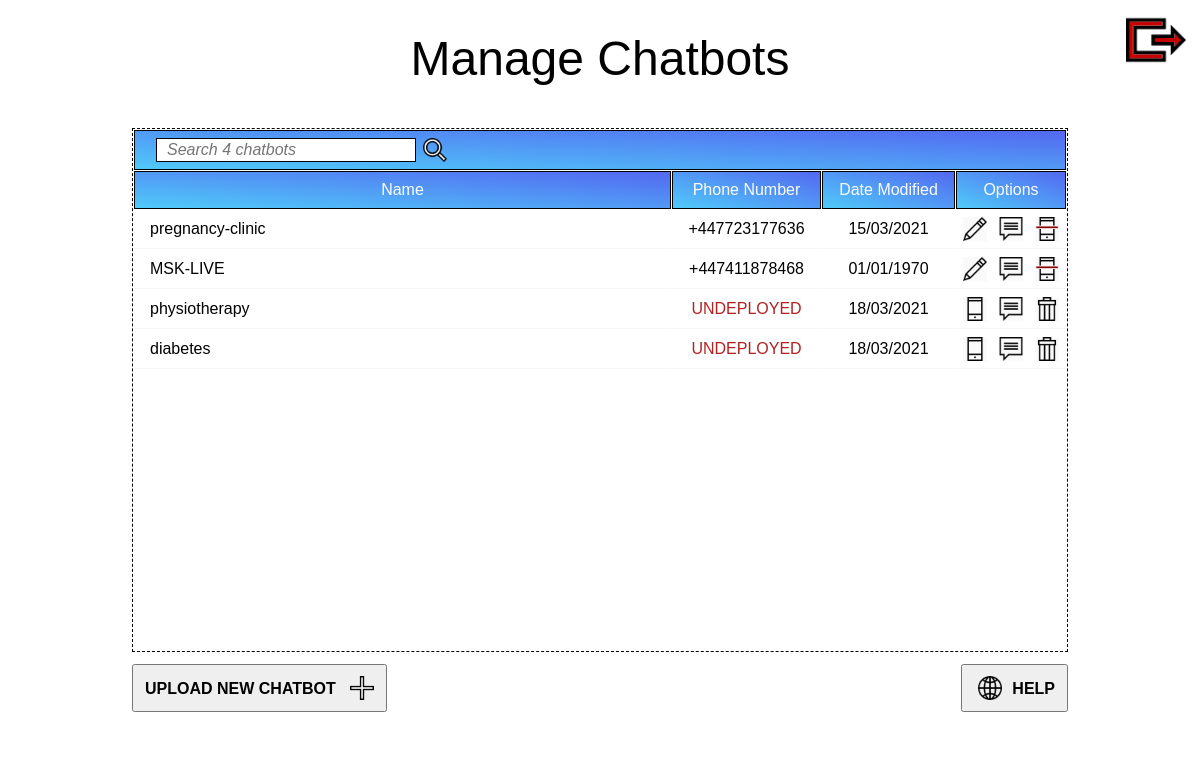 Manage Chatbots
Search 4 chatbots
Name Phone Number Date Modified Options
pregnancy-clinic +447723177636 15/03/2021
MSK-LIVE +447411878468 01/01/1970
physiotherapy UNDEPLOYED 18/03/2021
diabetes UNDEPLOYED 18/03/2021
UPLOAD NEW CHATBOT HELP